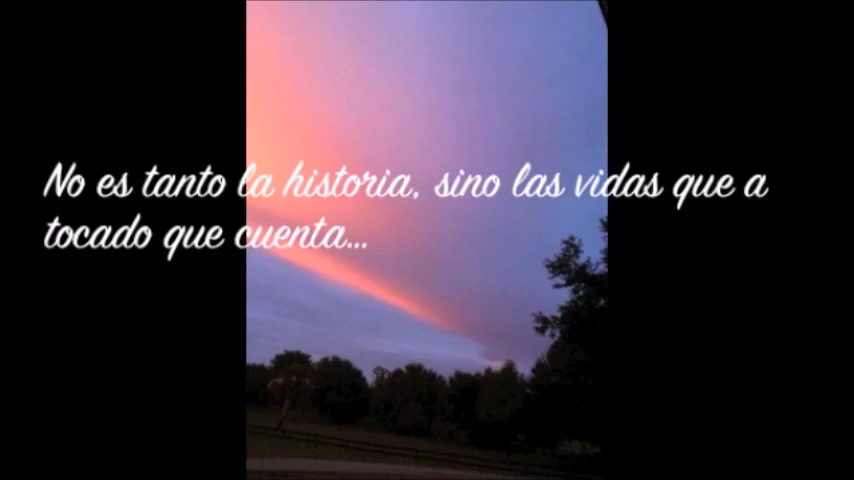 No es tanto la historia, sino las vidas que a
tocado que cuenta...